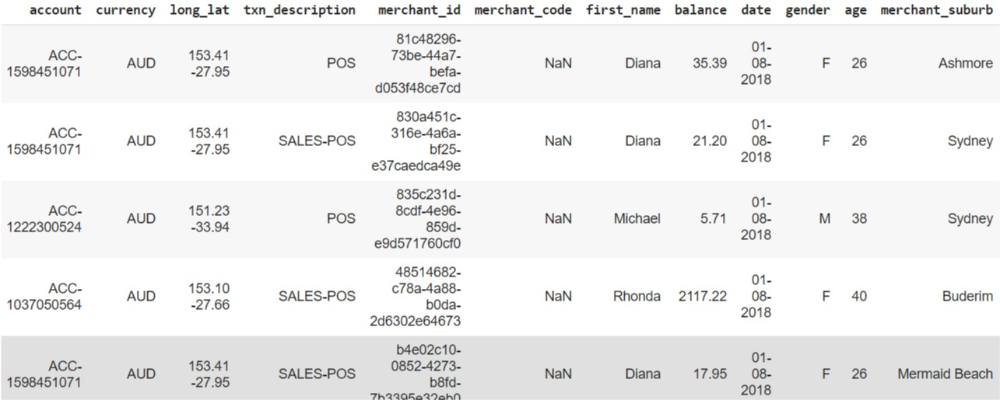 account currency long_lat txn_description merchant_id merchant_code first_name balance date gender age merchant_suburb
ACC-1598451071 AUD 153.41 -27.95 POS 81c48296-73be-44a7-befa-d053f48ce7cd NaN Diana 35.39 01-08-2018 F 26 Ashmore
ACC-1598451071 AUD 153.41 -27.95 SALES-POS 830a451c-316e-4a6a-bf25-e37caedca49e NaN Diana 21.20 01-08-2018 F 26 Sydney
ACC-1222300524 AUD 151.23 -33.94 POS 835c231d-8cdf-4e96-859d-e9d571760cf0 NaN Michael 5.71 01-08-2018 M 38 Sydney
ACC-1037050564 AUD 153.10 -27.66 SALES-POS 48514682-c78a-4a88-b0da-2d6302e64673 NaN Rhonda 2117.22 01-08-2018 F 40 Buderim
ACC-1598451071 AUD 153.41 -27.95 SALES-POS b4e02c10-0852-4273-b8fd-7b3395e32eb0 NaN Diana 17.95 01-08-2018 F 26 Mermaid Beach